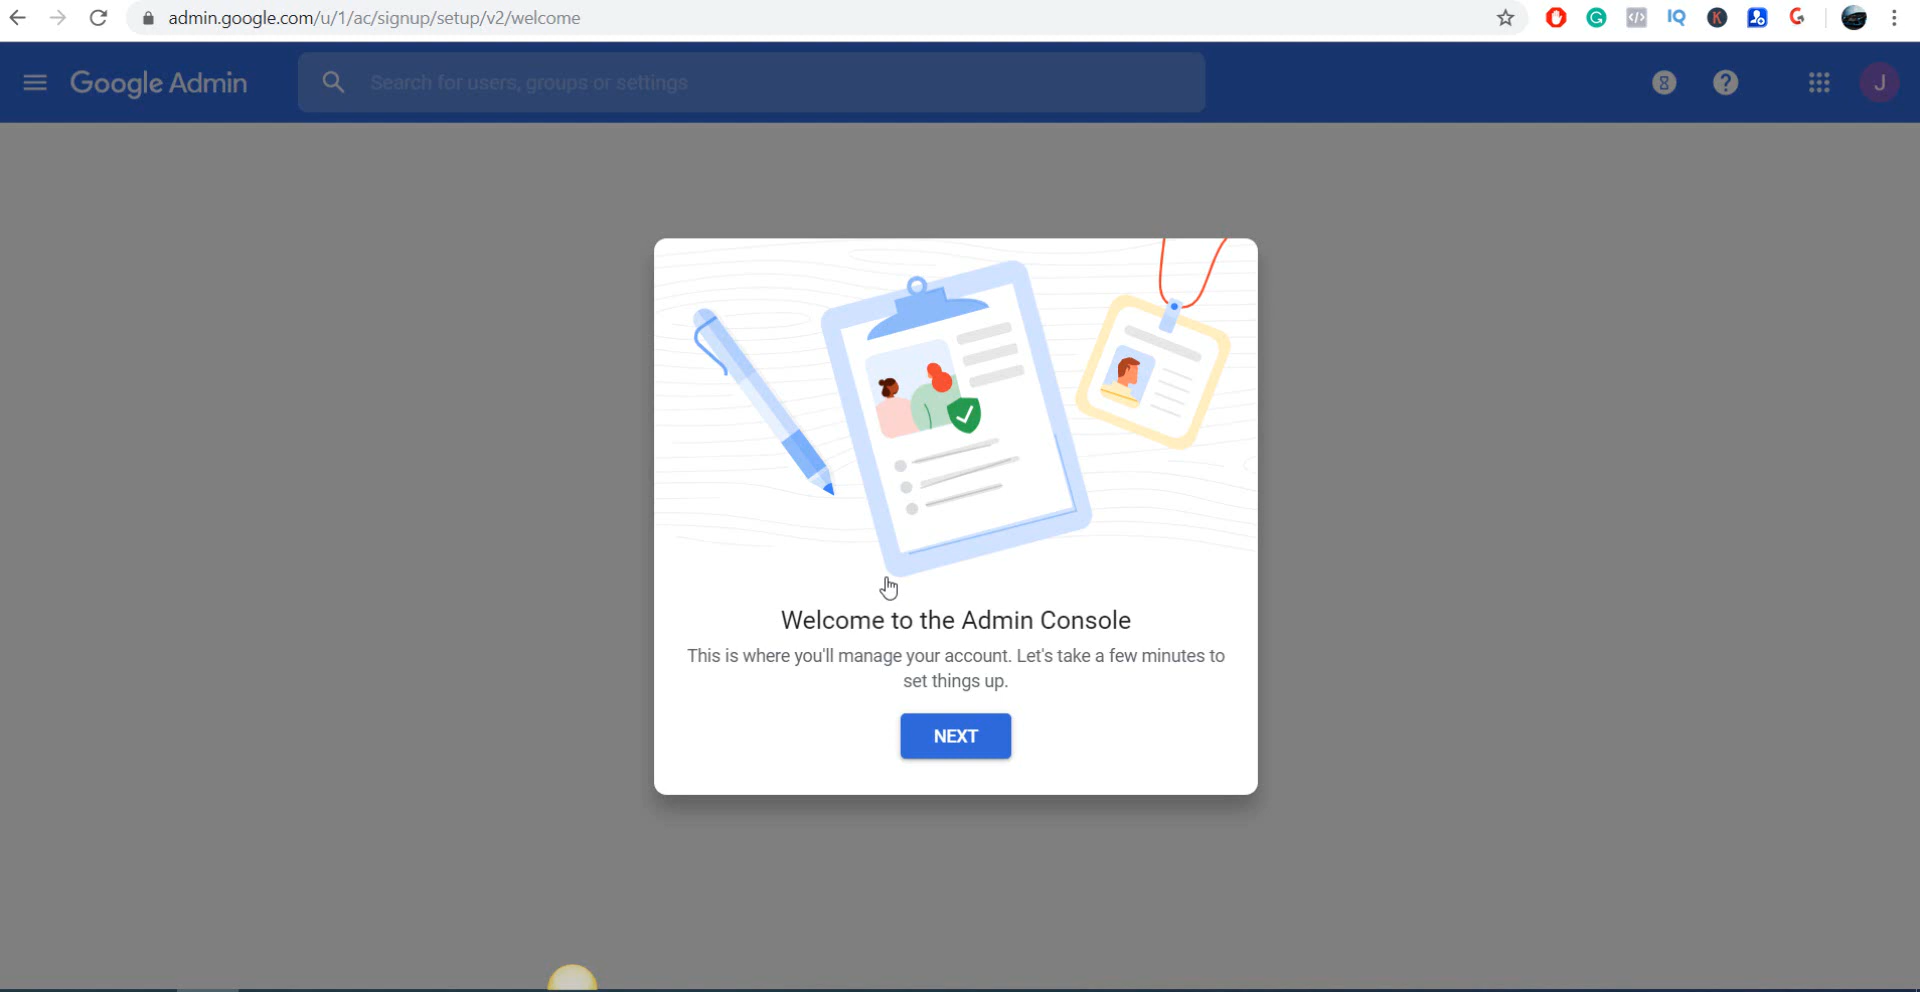 admin.google.com/u/1/ac/signup/setup/v2/welcome
IQ
K
Google Admin
Search for users, groups or settings
J
Welcome to the Admin Console
This is where you'll manage your account. Let's take a few minutes to
set things up.
NEXT